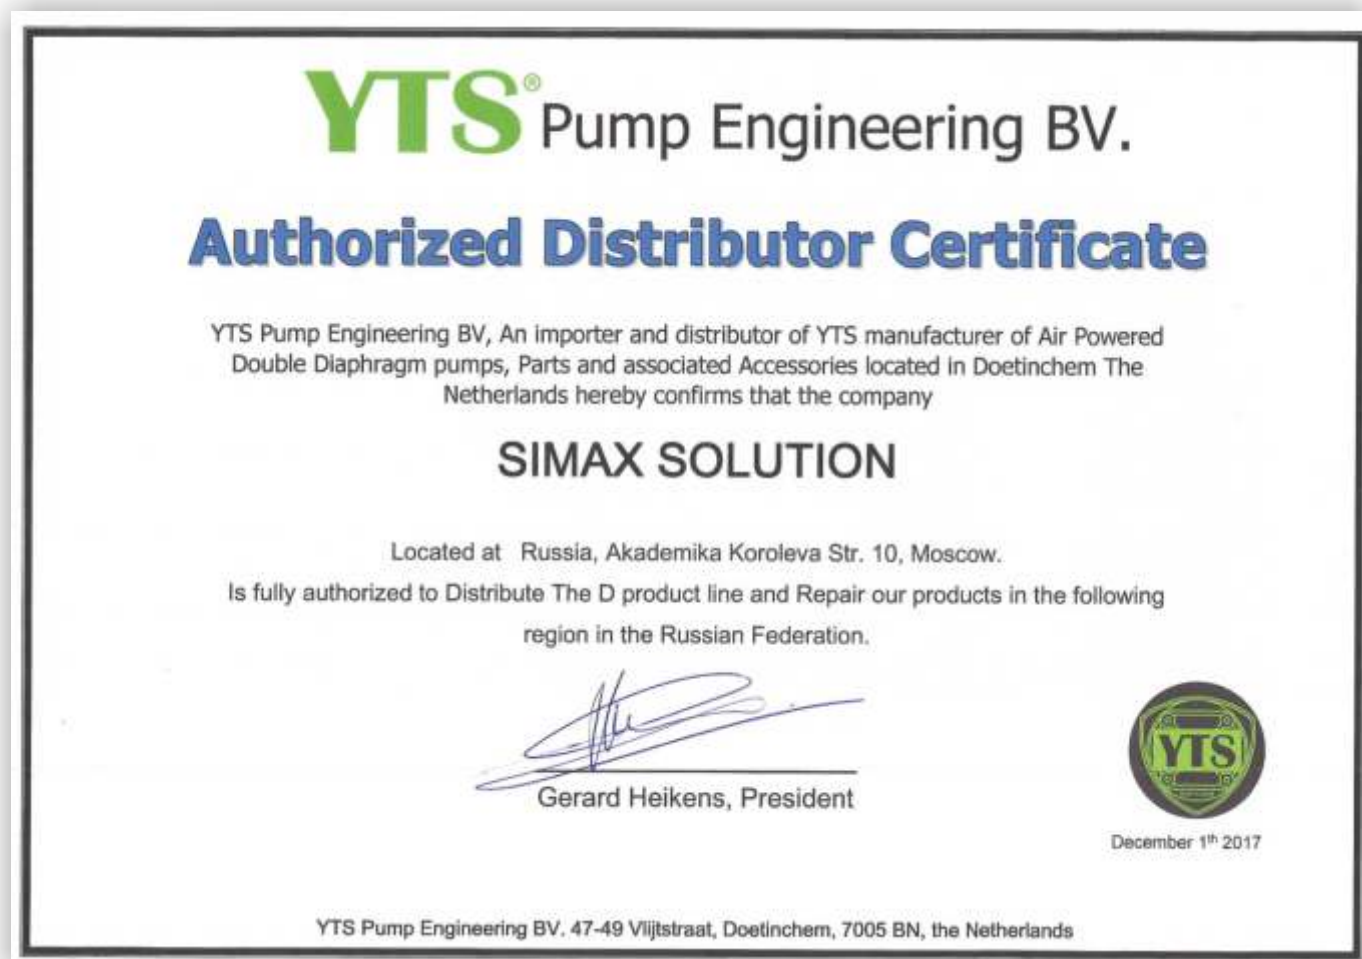 YTS® Pump Engineering BV.
Authorized Distributor Certificate
YTS Pump Engineering BV, An importer and distributor of YTS manufacturer of Air Powered
Double Diaphragm pumps, Parts and associated Accessories located in Doetinchem The
Netherlands hereby confirms that the company
SIMAX SOLUTION
Located at Russia, Akademika Koroleva Str. 10, Moscow.
Is fully authorized to Distribute The D product line and Repair our products in the following
region in the Russian Federation.
Gerard Heikens, President
YTS
December 1th 2017
YTS Pump Engineering BV. 47-49 Vlijtstraat, Doetinchem, 7005 BN, the Netherlands